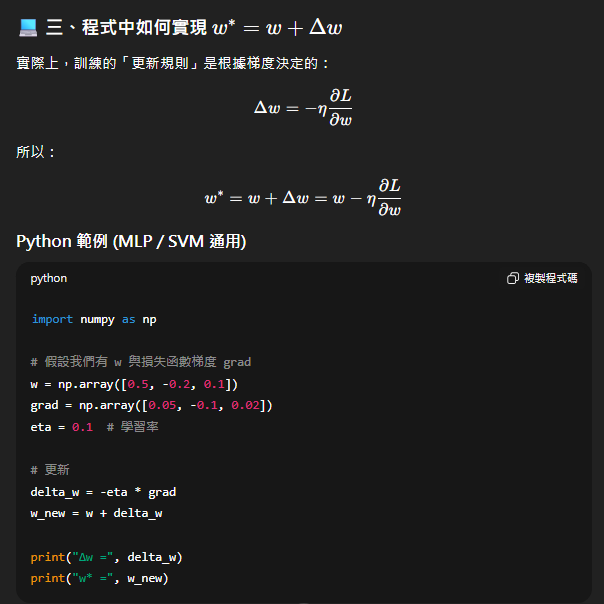 💻 三、程式中如何實現 w* = w + Δw
實際上，訓練的「更新規則」是根據梯度決定的：
Δw = −η ∂L/∂w
所以：
w* = w + Δw = w − η ∂L/∂w
Python 範例 (MLP / SVM 通用)
python 複製程式碼
import numpy as np
# 假設我們有 w 與損失函數梯度 grad
w = np.array([0.5, -0.2, 0.1])
grad = np.array([0.05, -0.1, 0.02])
eta = 0.1  # 學習率
# 更新
delta_w = -eta * grad
w_new = w + delta_w
print("Δw =", delta_w)
print("w* =", w_new)